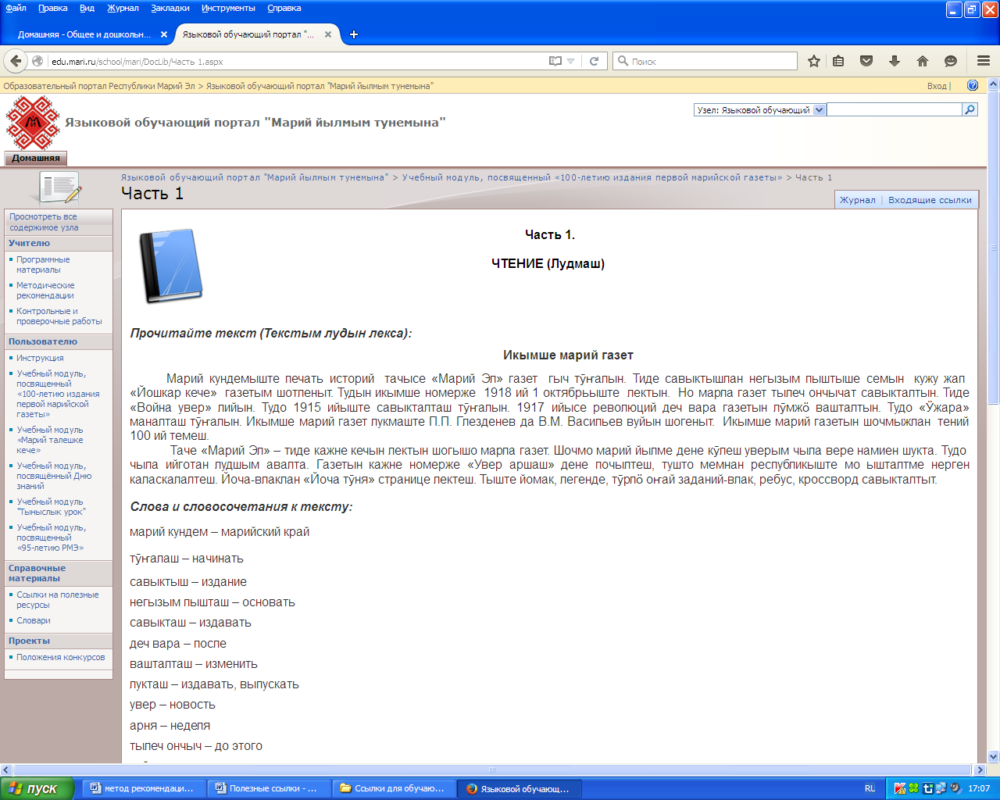 Файл Правка Вид Журнал Закладки Инструменты Справка
Домашняя - Общее и дошкольн...
Языковой обучающий портал "...
edu.mari.ru/school/mari/DocLib/Часть 1.aspx
Поиск
Образовательный портал Республики Марий Эл > Языковой обучающий портал "Марий йылмым тунемына"
Вход |
Языковой обучающий портал "Марий йылмым тунемына"
Узел: Языковой обучающий
Домашняя
Языковой обучающий портал "Марий йылмым тунемына" > Учебный модуль, посвященный «100-летию издания первой марийской газеты» > Часть 1
Часть 1
Журнал | Входящие ссылки
Просмотреть все
содержимое узла
Учителю
Программные
материалы
Методические
рекомендации
Контрольные и
проверочные работы
Пользователю
Инструкция
Учебный модуль,
посвященный
«100-летию издания
первой марийской
газеты»
Учебный модуль
«Марий талешке
кече»
Учебный модуль,
посвящённый Дню
знаний
Учебный модуль
"Тыныслык урок"
Учебный модуль,
посвященный
«95-летию РМЭ»
Справочные
материалы
Ссылки на полезные
ресурсы
Словари
Проекты
Положения конкурсов
Часть 1.
ЧТЕНИЕ (Лудмаш)
Прочитайте текст (Текстым лудын лекса):
Икымше марий газет
Марий кундемыште печать историй тачысе «Марий Эл» газет гыч тӱҥалын. Тиде савыктышлан негызым пыштыше семын кужу жап
«Йошкар кече» газетым шотленыт. Тудын икымше номерже 1918 ий 1 октябрьыште лектын. Но марла газет тылеч ончычат савыкталтын. Тиде
«Война увер» лийын. Тудо 1915 ийыште савыкталташ тӱҥалын. 1917 ийысе революций деч вара газетын лӱмжӧ вашталтын. Тудо «Ӱжара»
маналташ тӱҥалын. Икымше марий газет лукмаште П.П. Глезденев да В.М. Васильев вуйын шогеныт. Икымше марий газетын шочмыжлан тений
100 ий темеш.
Таче «Марий Эл» – тиде кажне кечын лектын шогышо марла газет. Шочмо марий йылме дене кӱлеш уверым чыла вере намиен шукта. Тудо
чыла ийготан лудшым авалта. Газетын кажне номерже «Увер аршаш» дене почылтеш, тушто мемнан республикыште мо ышталтме нерген
каласкалалтеш. Йоча-влаклан «Йоча тӱня» странице лектеш. Тыште йомак, легенде, тӱрлӧ оҥай заданий-влак, ребус, кроссворд савыкталтыт.
Слова и словосочетания к тексту:
марий кундем – марийский край
тӱҥалаш – начинать
савыктыш – издание
негызым пышташ – основать
савыкташ – издавать
деч вара – после
вашталташ – изменить
лукташ – издавать, выпускать
увер – новость
арня – неделя
тылеч ончыч – до этого
пуск
метод рекомендаци...
Полезные ссылки - ...
Ссылки для обучаю...
Языковой обучающ...
RU
17:07